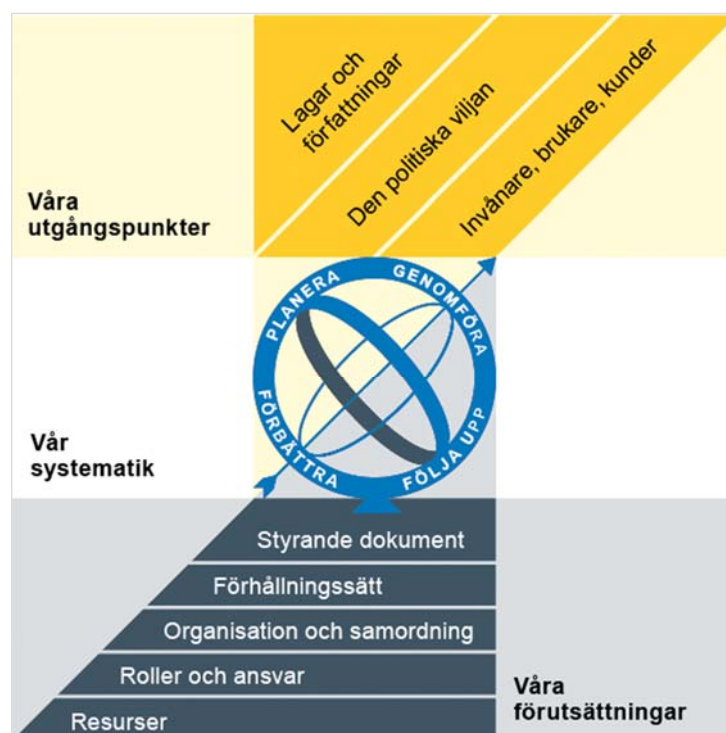 Lagar och
författningar
Den politiska viljan
Invånare, brukare, kunder
Våra
utgångspunkter
PLANERA
GENOMFÖRA
FÖLJA UPP
FÖRBÄTTRA
Vår
systematik
Styrande dokument
Förhållningssätt
Organisation och samordning
Roller och ansvar
Resurser
Våra
förutsättningar